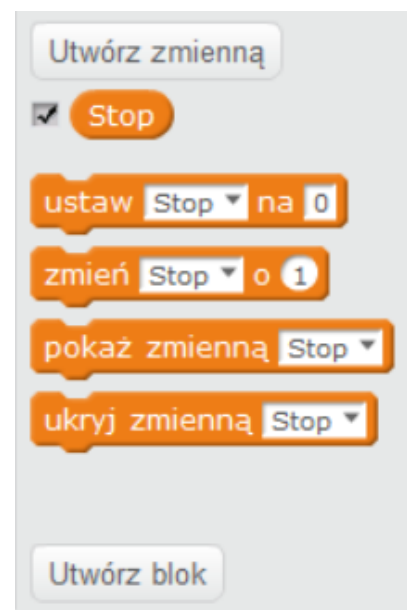 Utwórz zmienną
Stop
ustaw Stop na 0
zmień Stop o 1
pokaż zmienną Stop
ukryj zmienną Stop
Utwórz blok